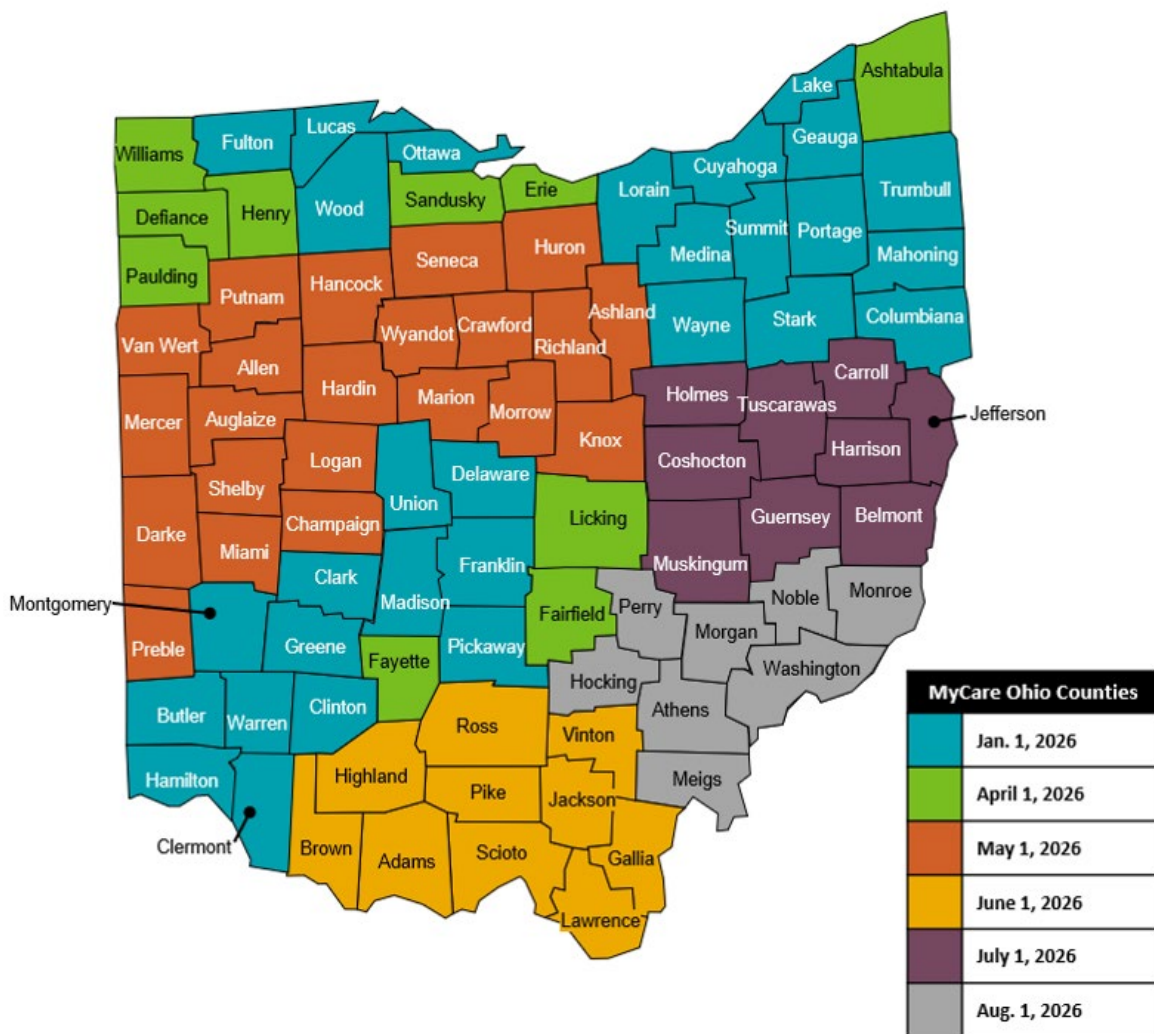 Ashtabula
Lake
Lucas
Geauga
Fulton
Ottawa
Williams
Cuyahoga
Erie
Lorain
Trumbull
Sandusky
Henry
Wood
Defiance
Summit
Portage
Huron
Medina
Mahoning
Seneca
Paulding
Hancock
Putnam
Ashland
Columbiana
Stark
Wayne
Crawford
Wyandot
Richland
Van Wert
Allen
Carroll
Hardin
Holmes
Marion
Tuscarawas
Morrow
Jefferson
Mercer
Auglaize
Knox
Harrison
Logan
Coshocton
Delaware
Shelby
Union
Guernsey
Belmont
Licking
Champaign
Darke
Miami
Franklin
Muskingum
Clark
Monroe
Noble
Madison
Montgomery
Perry
Fairfield
Morgan
Greene
Pickaway
Preble
Fayette
Washington
Hocking
Clinton
Athens
Butler
Warren
Ross
Vinton
Highland
Meigs
Hamilton
Pike
Jackson
Clermont
Brown
Scioto
Gallia
Adams
Lawrence
MyCare Ohio Counties
Jan. 1, 2026
April 1, 2026
May 1, 2026
June 1, 2026
July 1, 2026
Aug. 1, 2026